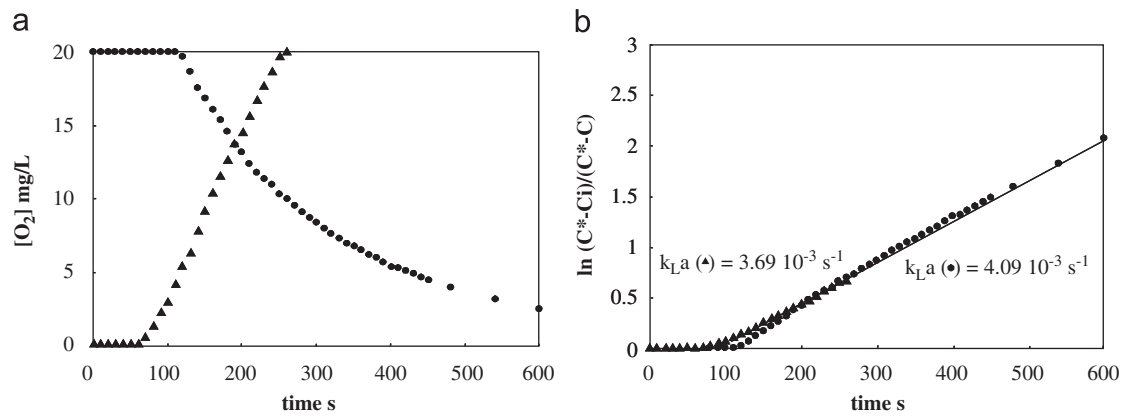 a
20
15
10
5
0
[O₂] mg/L
0 100 200 300 400 500 600
time s
b
3
2.5
2
1.5
1
0.5
0
ln (C*-Ci)/(C*-C)
kLa (▲) = 3.69 10⁻³ s⁻¹
kLa (●) = 4.09 10⁻³ s⁻¹
0 100 200 300 400 500 600
time s